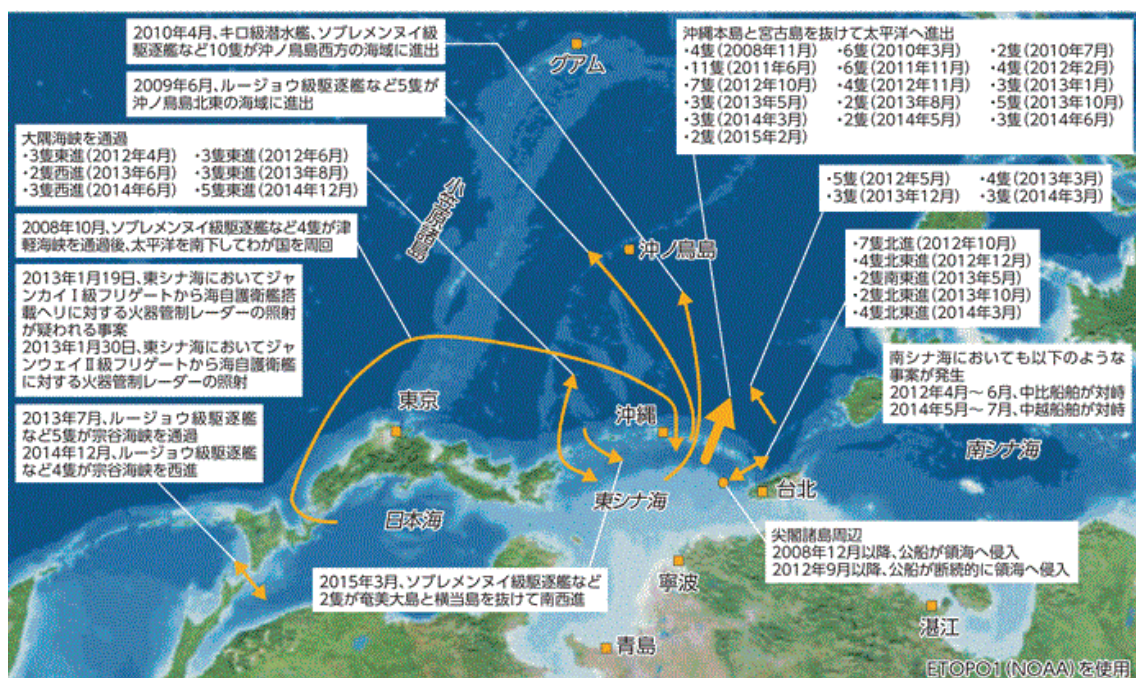 2010年4月、キロ級潜水艦、ソブレメンヌイ級
駆逐艦など10隻が沖ノ鳥島西方の海域に進出
2009年6月、ルージョウ級駆逐艦など5隻が
沖ノ鳥島北東の海域に進出
大隅海峡を通過
・3隻東進(2012年4月) ・3隻東進(2012年6月)
・2隻西進(2013年6月) ・3隻東進(2013年8月)
・3隻西進(2014年6月) ・5隻東進(2014年12月)
2008年10月、ソブレメンヌイ級駆逐艦など4隻が津
軽海峡を通過後、太平洋を南下してわが国を周回
2013年1月19日、東シナ海においてジャ
ンカイⅠ級フリゲートから海自護衛艦搭
載ヘリに対する火器管制レーダーの照射
が疑われる事案
2013年1月30日、東シナ海においてジャ
ンウェイⅡ級フリゲートから海自護衛艦
に対する火器管制レーダーの照射
2013年7月、ルージョウ級駆逐艦
など5隻が宗谷海峡を通過
2014年12月、ルージョウ級駆逐艦
など4隻が宗谷海峡を西進
沖縄本島と宮古島を抜けて太平洋へ進出
・4隻(2008年11月) ・6隻(2010年3月) ・2隻(2010年7月)
・11隻(2011年6月) ・6隻(2011年11月) ・4隻(2012年2月)
・7隻(2012年10月) ・4隻(2012年11月) ・3隻(2013年1月)
・3隻(2013年5月) ・2隻(2013年8月) ・5隻(2013年10月)
・3隻(2014年3月) ・2隻(2014年5月) ・3隻(2014年6月)
・2隻(2015年2月)
・5隻(2012年5月) ・4隻(2013年3月)
・3隻(2013年12月) ・3隻(2014年3月)
・7隻北進(2012年10月)
・4隻北東進(2012年12月)
・2隻南東進(2013年5月)
・2隻北東進(2013年10月)
・4隻北東進(2014年3月)
南シナ海においても以下のような
事案が発生
2012年4月～6月、中比船舶が対峙
2014年5月～7月、中越船舶が対峙
グアム
小笠原諸島
沖ノ鳥島
東京
沖縄
南シナ海
台北
東シナ海
日本海
尖閣諸島周辺
2008年12月以降、公船が領海へ侵入
2012年9月以降、公船が断続的に領海へ侵入
2015年3月、ソブレメンヌイ級駆逐艦など
2隻が奄美大島と横当島を抜けて南西進
寧波
湛江
青島
ETOPO1(NOAA)を使用